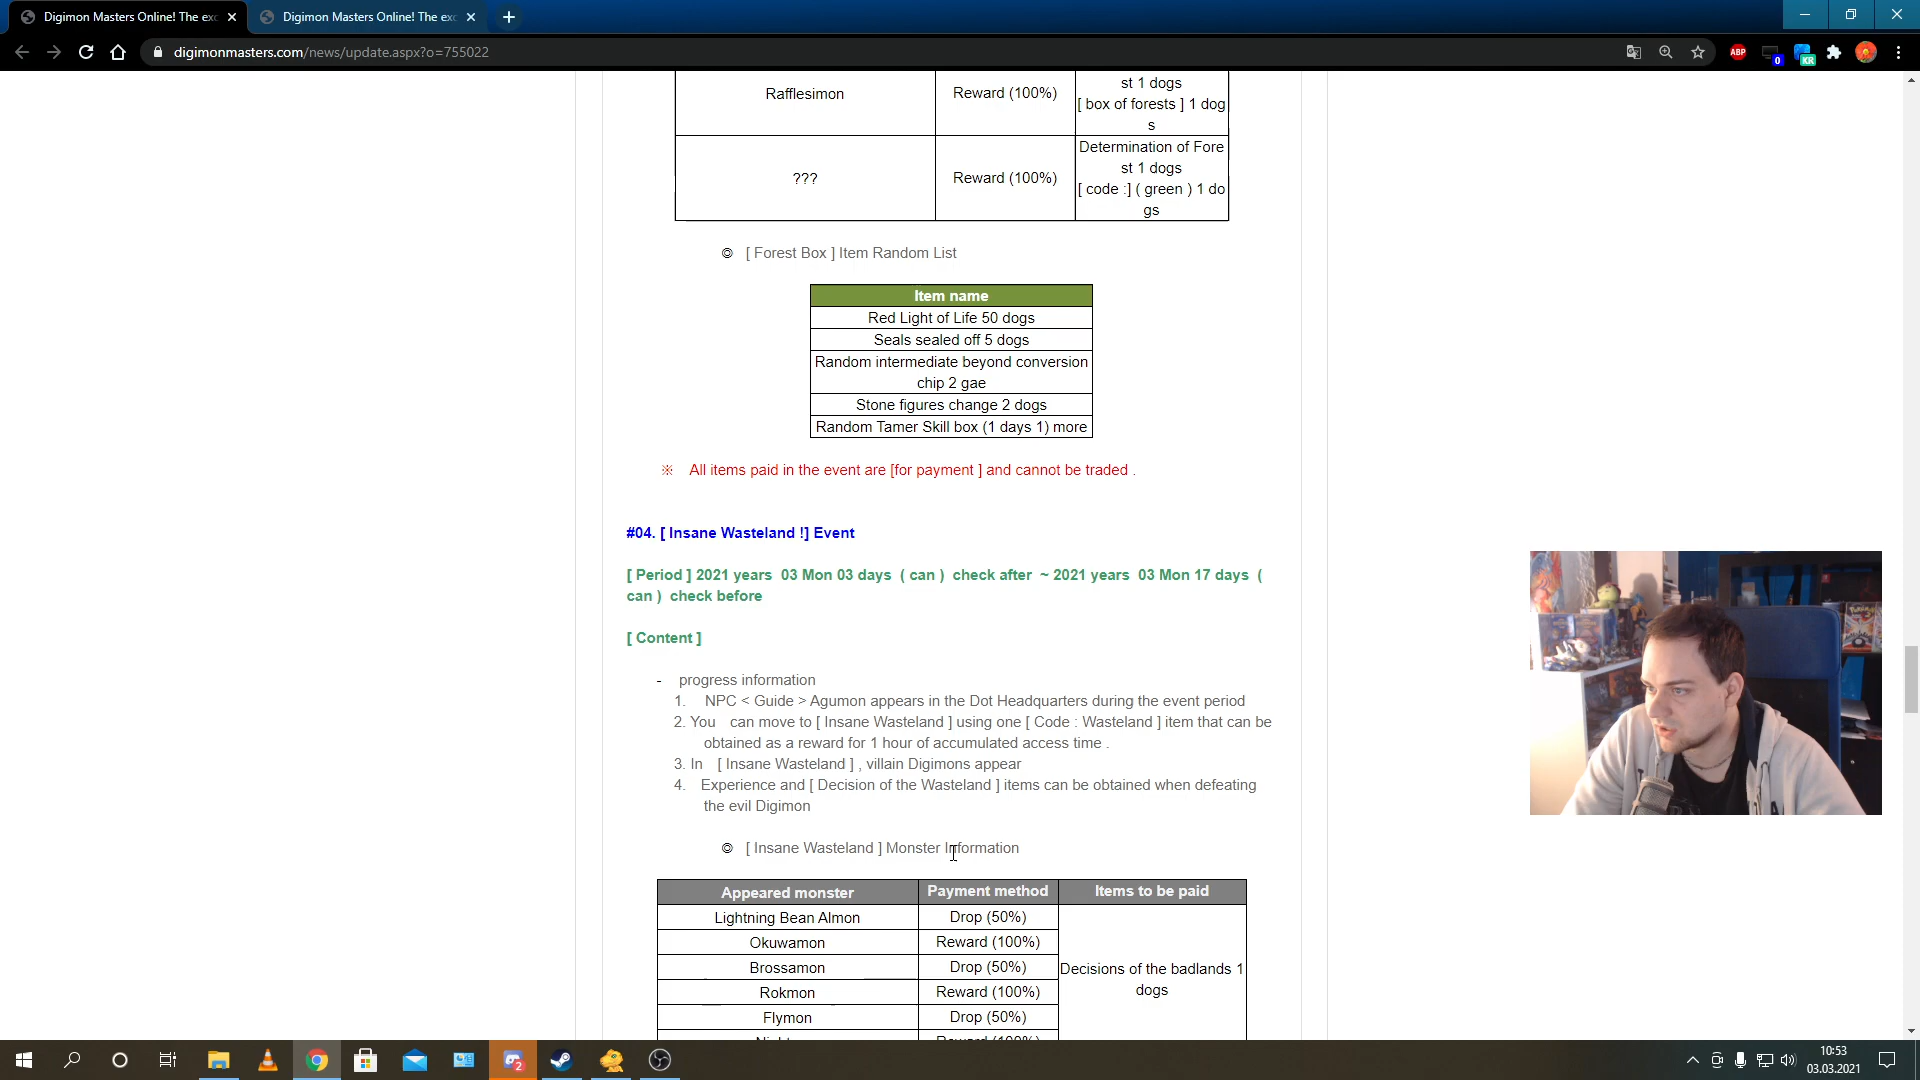 Digimon Masters Online! The exc
Digimon Masters Online! The exc
digimonmasters.com/news/update.aspx?o=755022
ABP
0
KR
Rafflesimon
Reward (100%)
st 1 dogs
[ box of forests ] 1 dog
s
???
Reward (100%)
Determination of Fore
st 1 dogs
[ code :] ( green ) 1 do
gs
◎ [ Forest Box ] Item Random List
Item name
Red Light of Life 50 dogs
Seals sealed off 5 dogs
Random intermediate beyond conversion
chip 2 gae
Stone figures change 2 dogs
Random Tamer Skill box (1 days 1) more
※ All items paid in the event are [for payment ] and cannot be traded .
#04. [ Insane Wasteland !] Event
[ Period ] 2021 years 03 Mon 03 days ( can ) check after ~ 2021 years 03 Mon 17 days (
can ) check before
[ Content ]
- progress information
1. NPC < Guide > Agumon appears in the Dot Headquarters during the event period
2. You can move to [ Insane Wasteland ] using one [ Code : Wasteland ] item that can be
obtained as a reward for 1 hour of accumulated access time .
3. In [ Insane Wasteland ] , villain Digimons appear
4. Experience and [ Decision of the Wasteland ] items can be obtained when defeating
the evil Digimon
◎ [ Insane Wasteland ] Monster Information
Appeared monster Payment method Items to be paid
Lightning Bean Almon Drop (50%)
Okuwamon Reward (100%)
Brossamon Drop (50%)
Decisions of the badlands 1
dogs
Rokmon Reward (100%)
Flymon Drop (50%)
2
10:53
03.03.2021